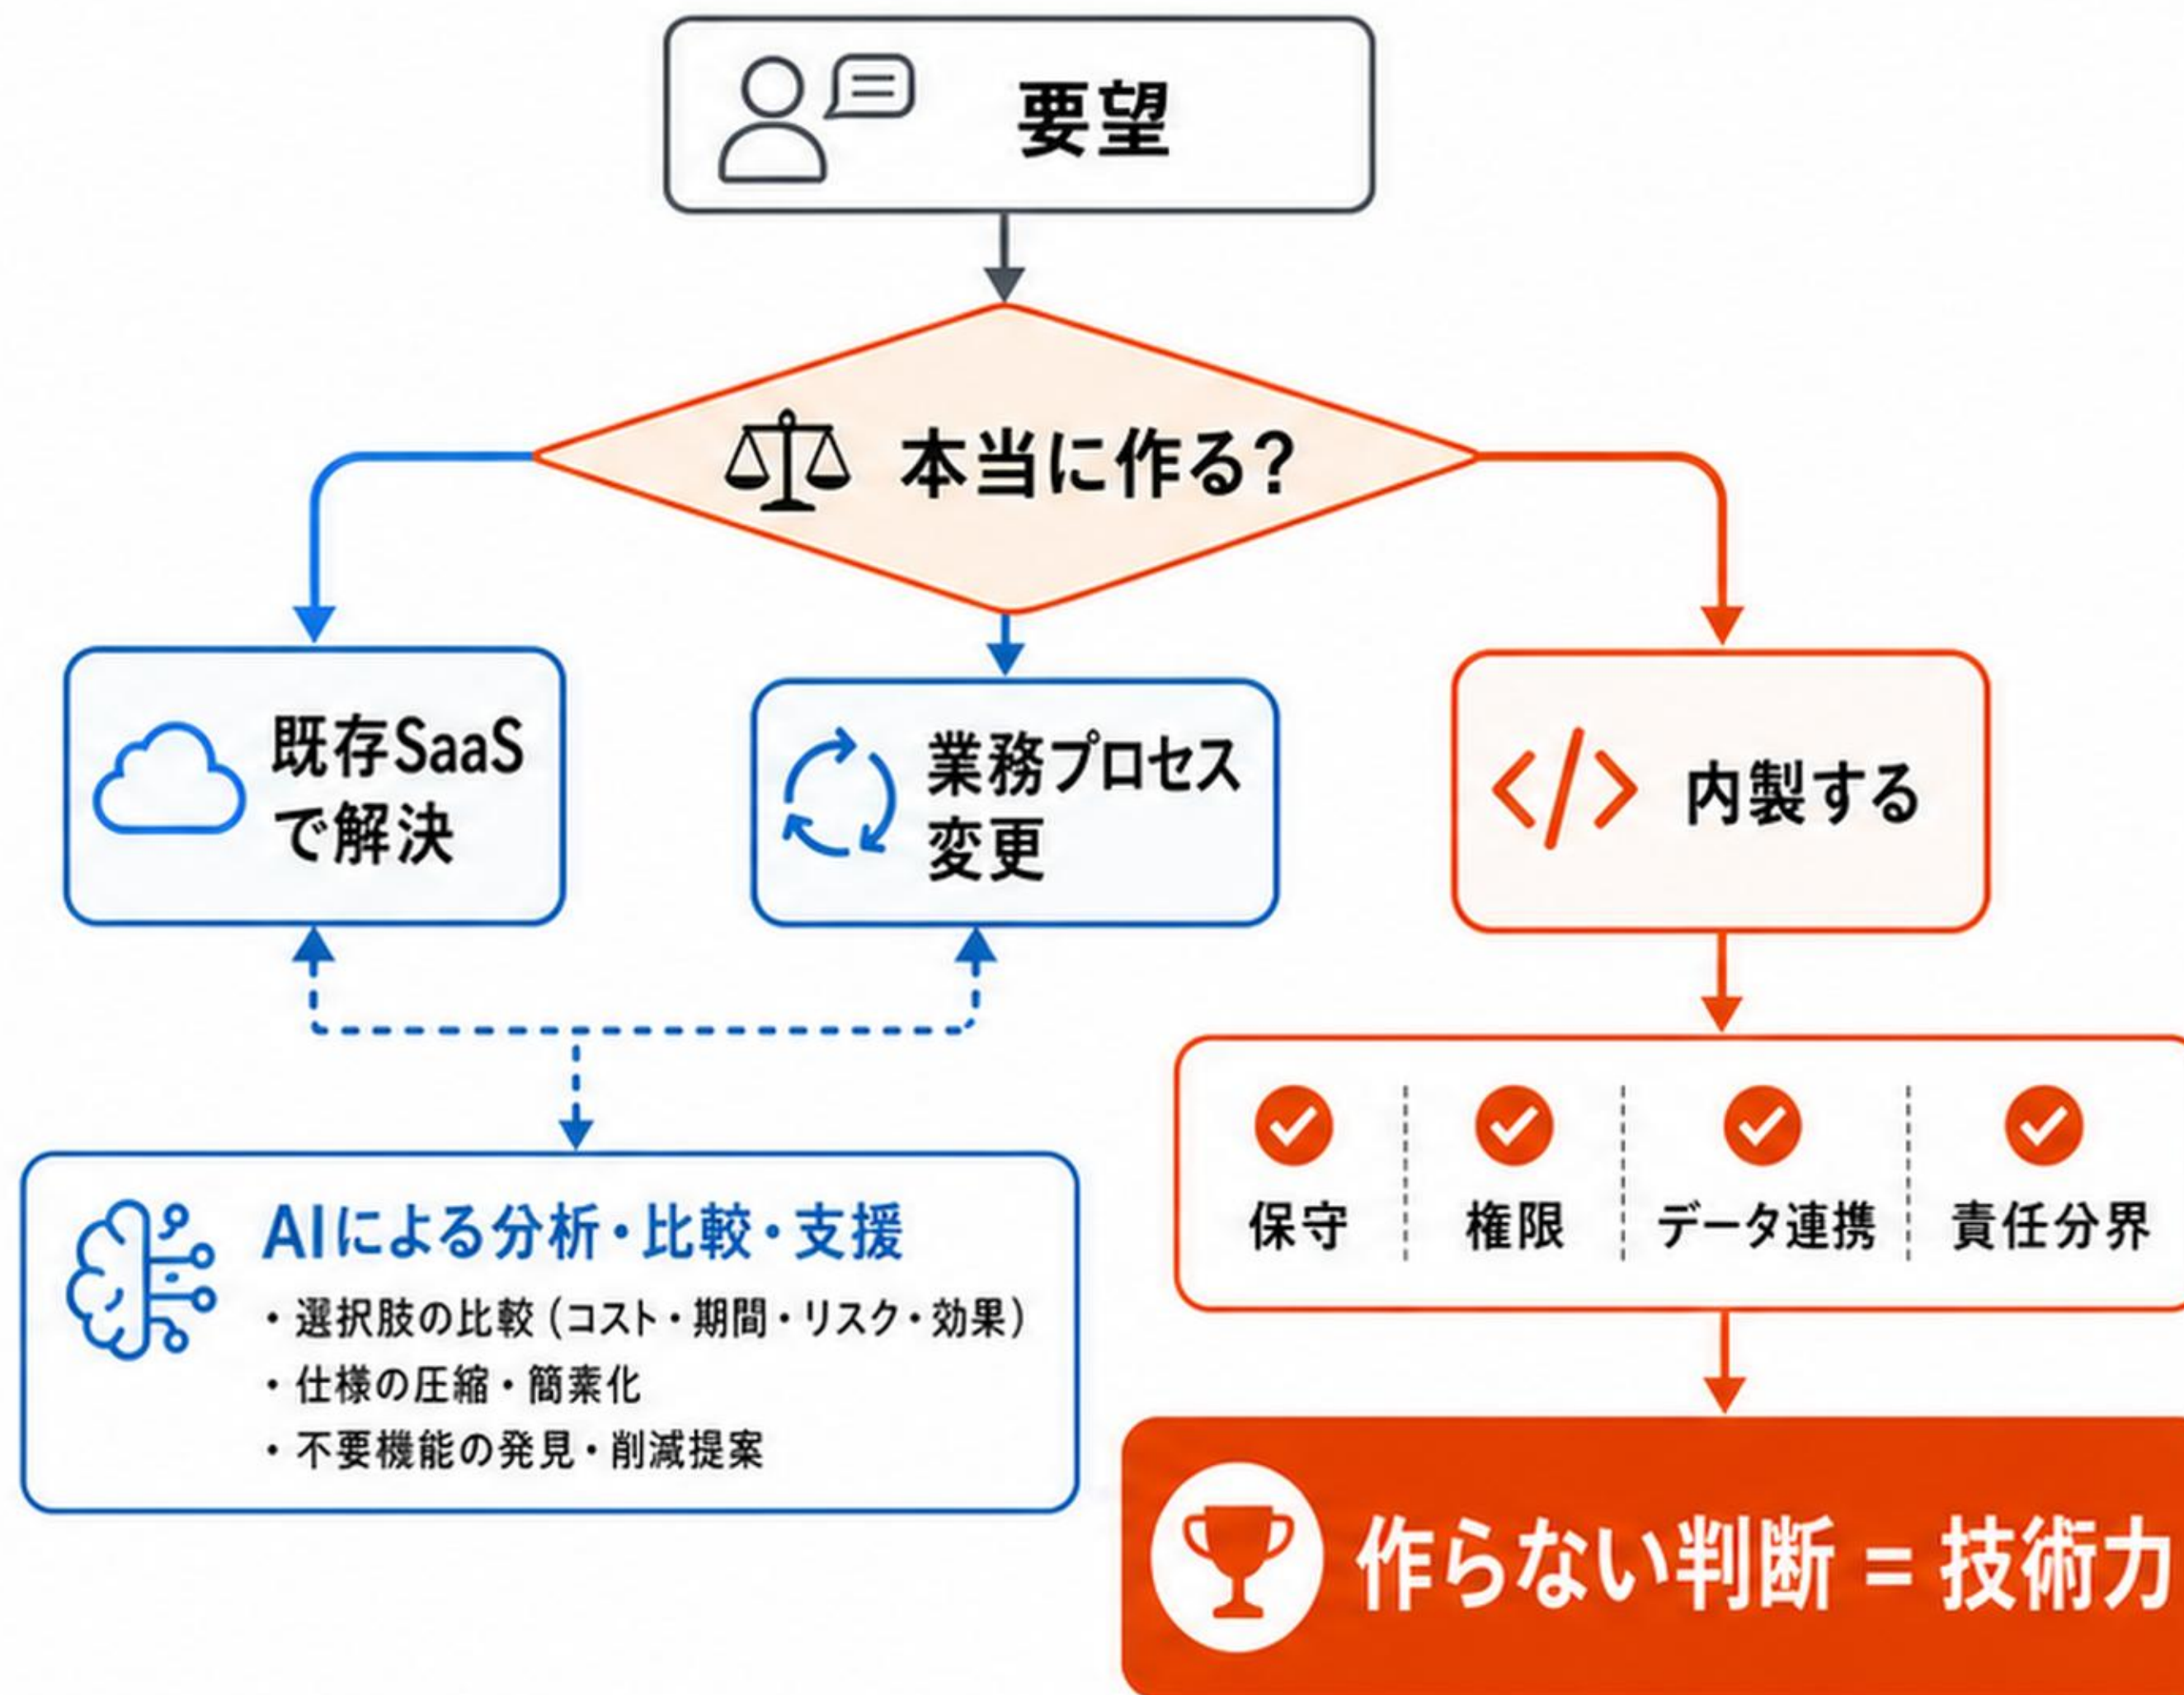 要望
本当に作る?
既存SaaS
で解決
業務プロセス
変更
内製する
保守
権限
データ連携
責任分界
AIによる分析・比較・支援
・選択肢の比較(コスト・期間・リスク・効果)
・仕様の圧縮・簡素化
・不要機能の発見・削減提案
作らない判断 = 技術力